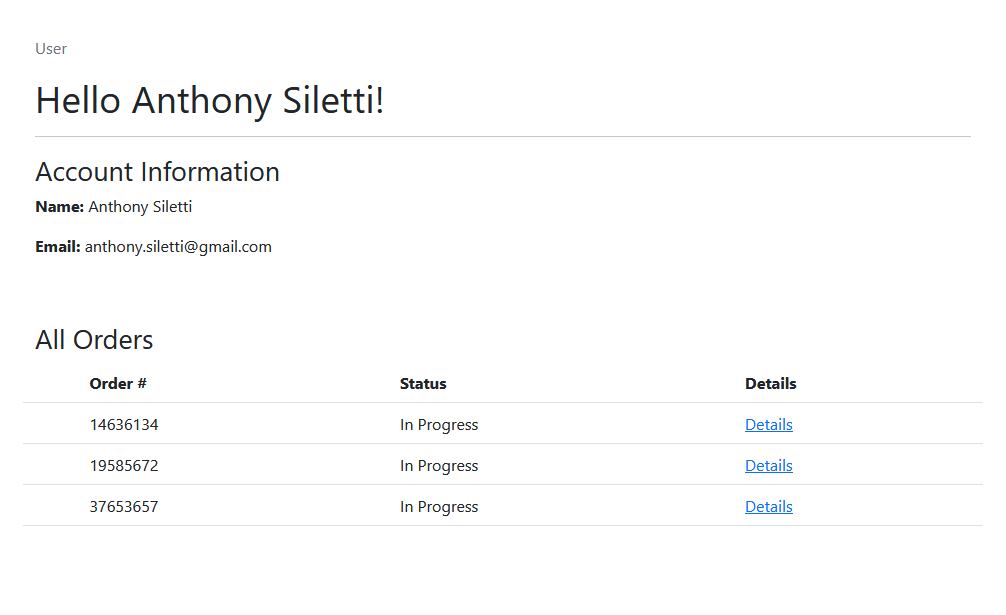 User
Hello Anthony Siletti!
Account Information
Name: Anthony Siletti
Email: anthony.siletti@gmail.com
All Orders
Order # Status Details
14636134 In Progress Details
19585672 In Progress Details
37653657 In Progress Details